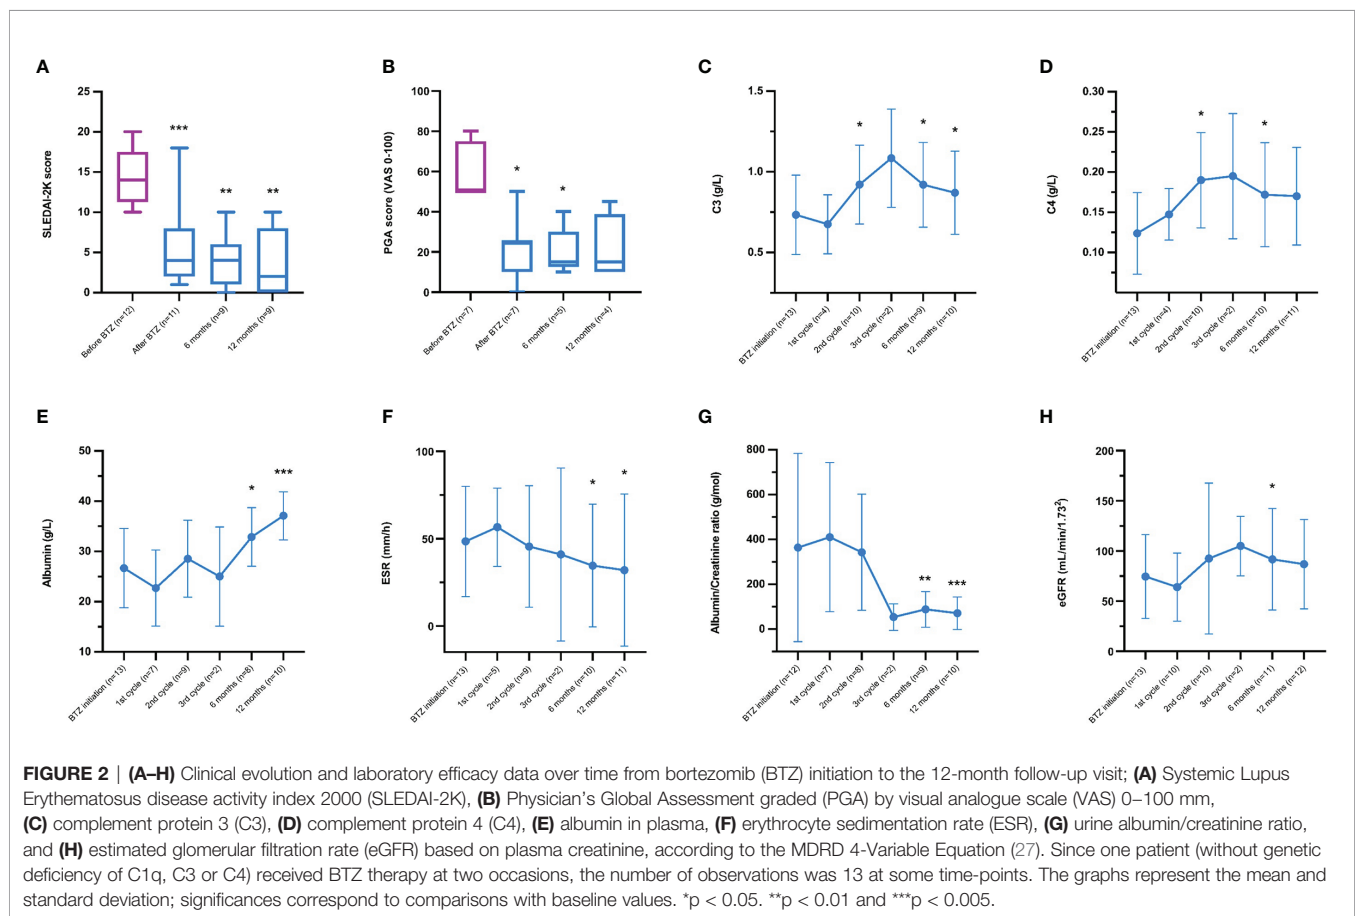 A
SLEDAI-2K score
25
20
15
10
5
0
***
**
**
Before BTZ (n=12)
After BTZ (n=11)
6 months (n=9)
12 months (n=9)
B
PGA score (VAS 0-100)
100
80
60
40
20
0
*
*
Before BTZ (n=7)
After BTZ (n=7)
6 months (n=5)
12 months (n=4)
C
C3
(g/L)
1.5
1.0
0.5
*
*
*
BTZ initiation (n=13)
1st cycle (n=4)
2nd cycle (n=10)
3rd cycle (n=2)
6 months (n=9)
12 months (n=10)
D
C4
(g/L)
0.30
0.25
0.20
0.15
0.10
*
*
BTZ initiation (n=13)
1st cycle (n=4)
2nd cycle (n=10)
3rd cycle (n=2)
6 months (n=10)
12 months (n=11)
E
Albumin
(g/L)
50
40
30
20
10
*
***
BTZ initiation (n=13)
1st cycle (n=7)
2nd cycle (n=9)
3rd cycle (n=2)
6 months (n=8)
12 months (n=10)
F
ESR (mm/h)
100
50
0
*
*
BTZ initiation (n=13)
1st cycle (n=5)
2nd cycle (n=9)
3rd cycle (n=2)
6 months (n=10)
12 months (n=11)
G
Albumin/Creatinine ratio (g/mol)
800
600
400
200
0
**
***
BTZ initiation (n=12)
1st cycle (n=7)
2nd cycle (n=8)
3rd cycle (n=2)
6 months (n=9)
12 months (n=10)
H
eGFR (mL/min/1.73²)
200
150
100
50
0
*
BTZ initiation (n=13)
1st cycle (n=10)
2nd cycle (n=10)
3rd cycle (n=2)
6 months (n=11)
12 months (n=12)
FIGURE 2 | (A–H) Clinical evolution and laboratory efficacy data over time from bortezomib (BTZ) initiation to the 12-month follow-up visit; (A) Systemic Lupus
Erythematosus disease activity index 2000 (SLEDAI-2K), (B) Physician's Global Assessment graded (PGA) by visual analogue scale (VAS) 0–100 mm,
(C) complement protein 3 (C3), (D) complement protein 4 (C4), (E) albumin in plasma, (F) erythrocyte sedimentation rate (ESR), (G) urine albumin/creatinine ratio,
and (H) estimated glomerular filtration rate (eGFR) based on plasma creatinine, according to the MDRD 4-Variable Equation (27). Since one patient (without genetic
deficiency of C1q, C3 or C4) received BTZ therapy at two occasions, the number of observations was 13 at some time-points. The graphs represent the mean and
standard deviation; significances correspond to comparisons with baseline values. *p < 0.05. **p < 0.01 and ***p < 0.005.